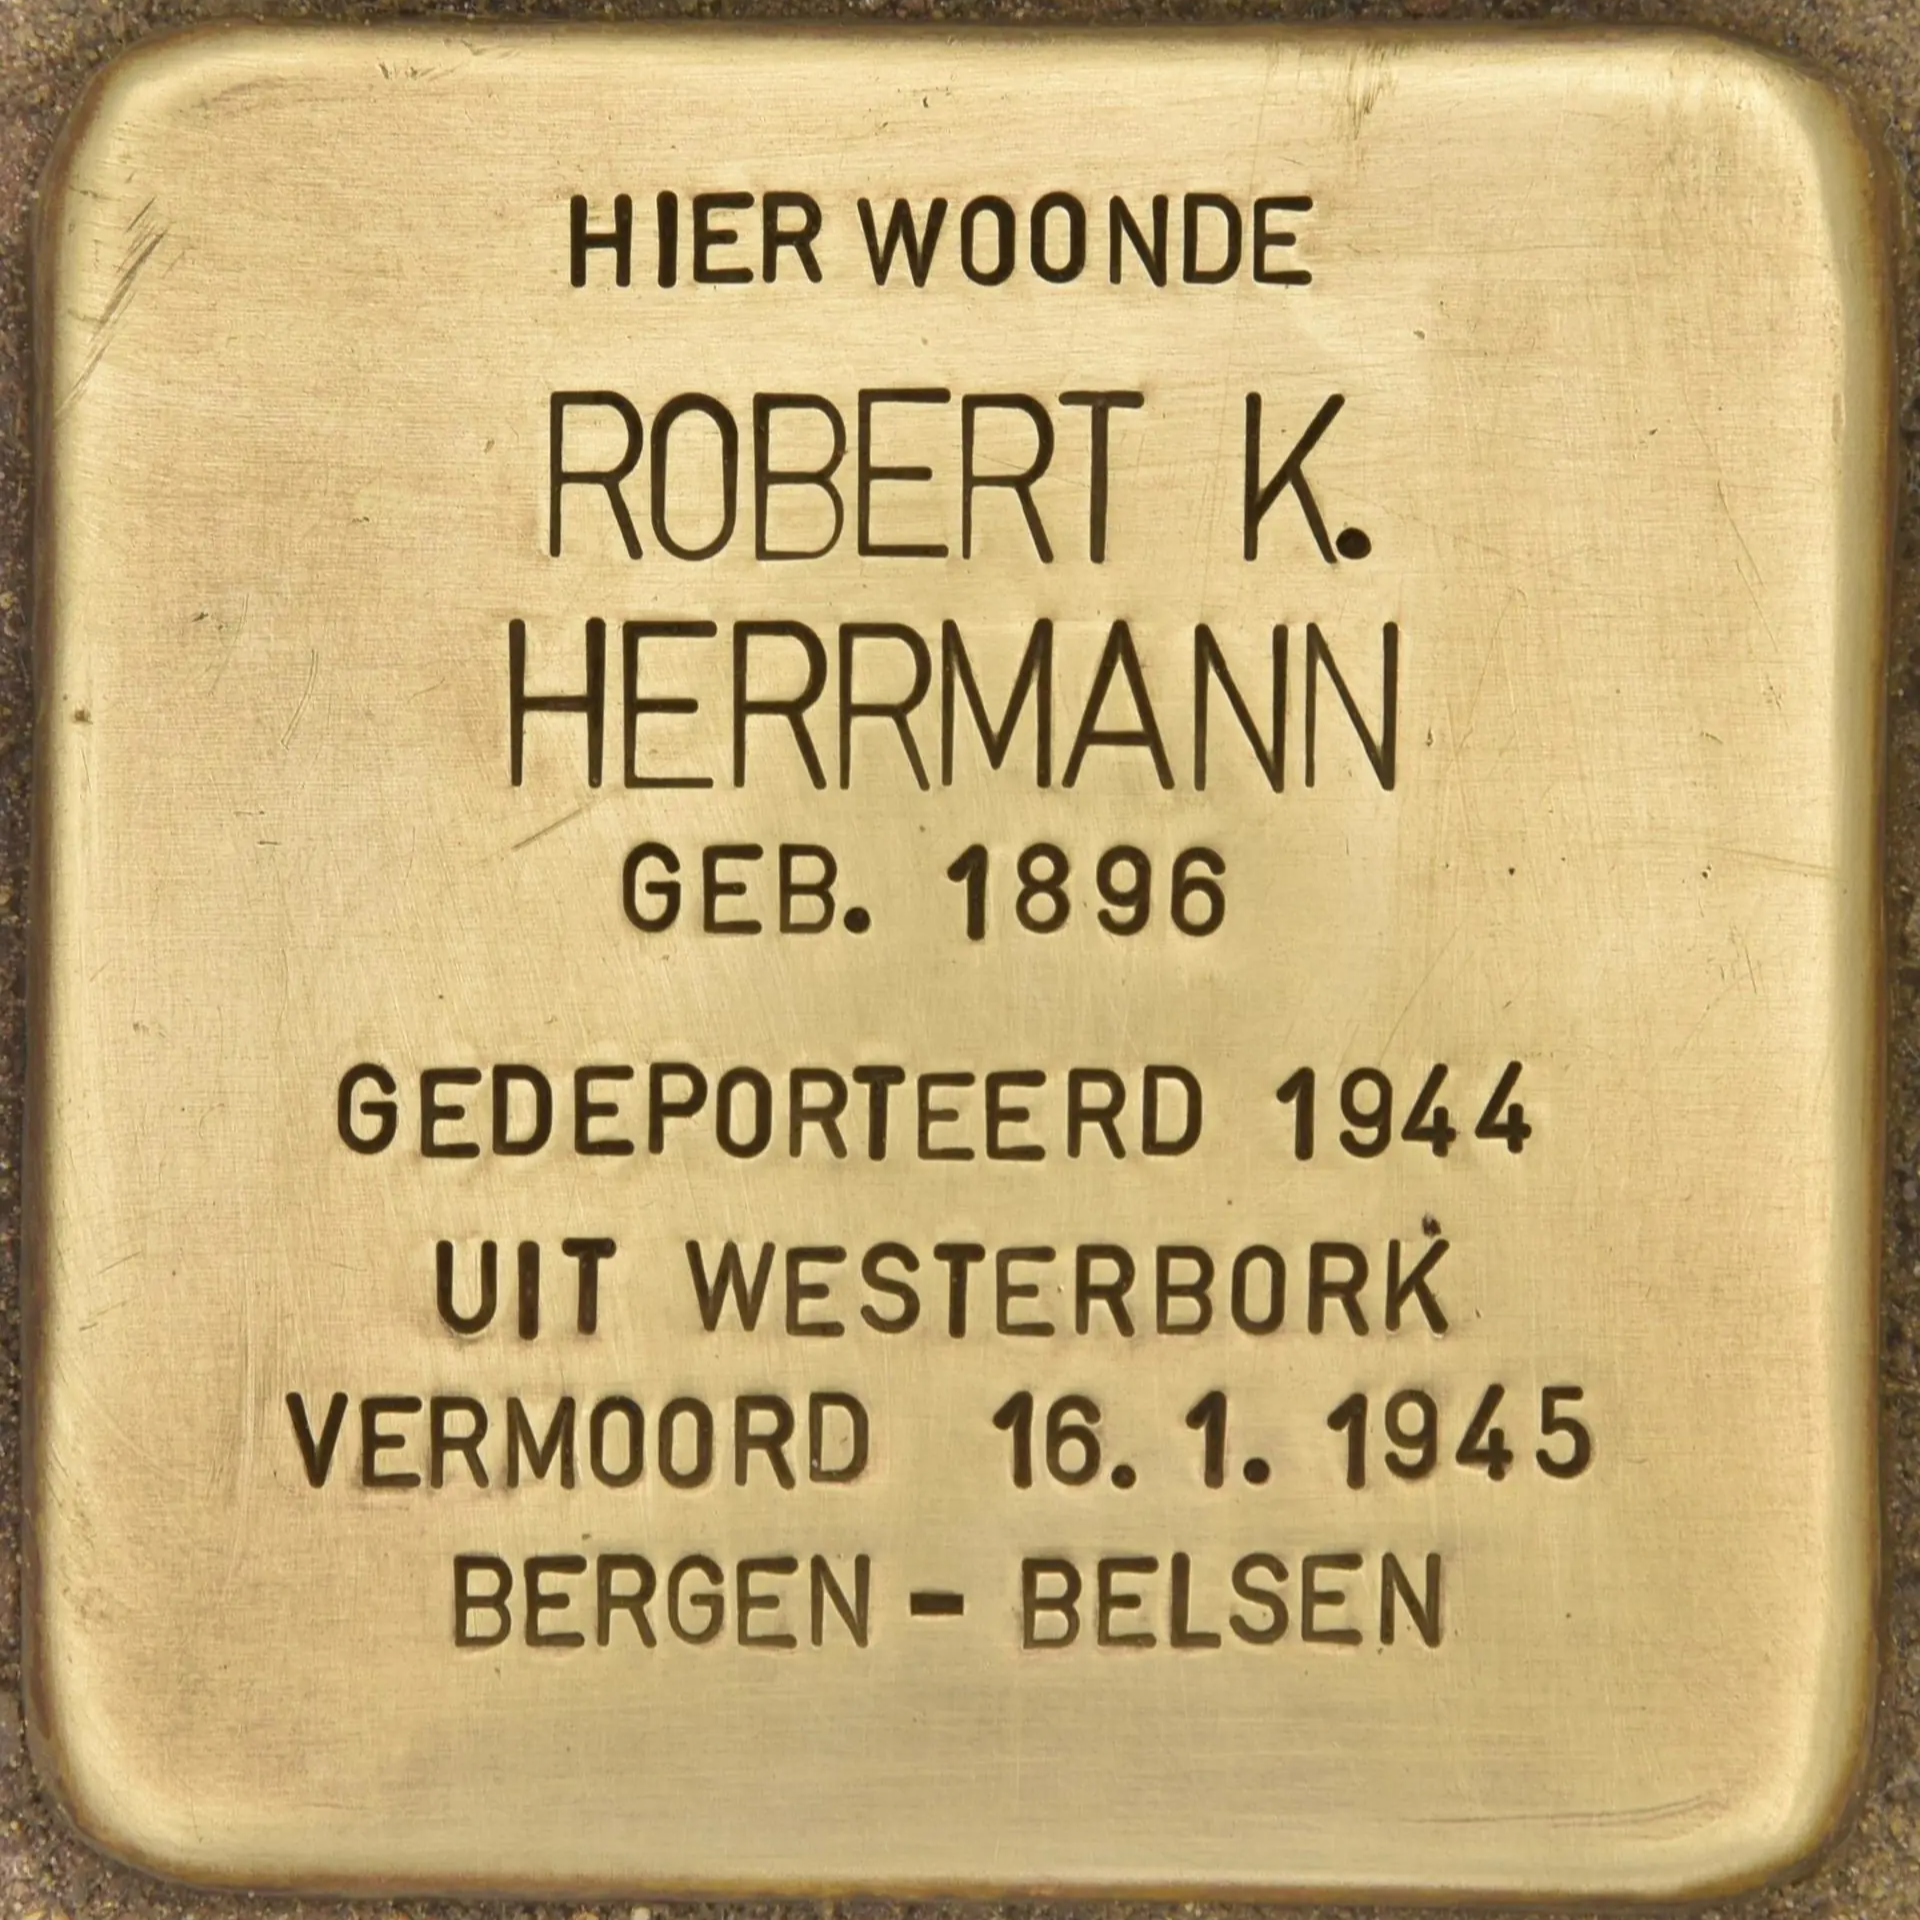 HIER WOONDE
ROBERT K.
HERRMANN
GEB. 1896
GEDEPORTEERD 1944
UIT WESTERBORK
VERMOORD 16. 1. 1945
BERGEN - BELSEN